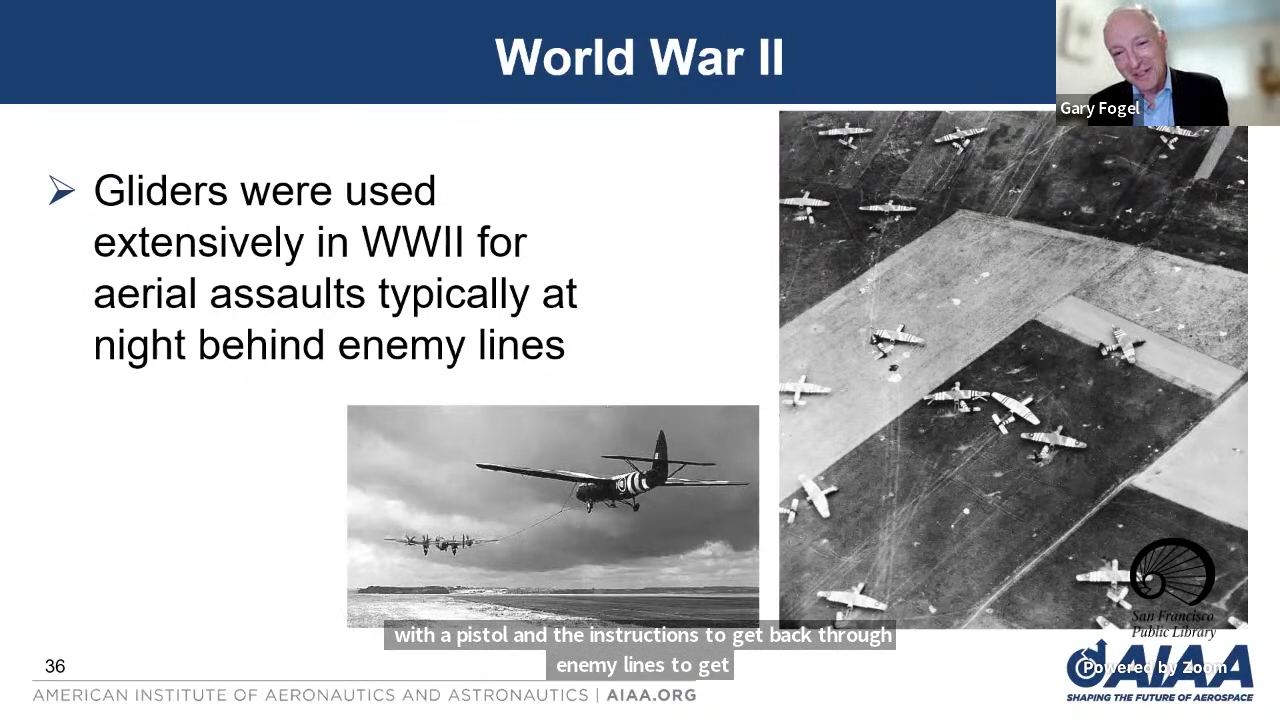 World War II
Gary Fogel
Gliders were used
extensively in WWII for
aerial assaults typically at
night behind enemy lines
San Francisco
Public Library
with a pistol and the instructions to get back through
enemy lines to get
36
AMERICAN INSTITUTE OF AERONAUTICS AND ASTRONAUTICS | AIAA.ORG
AIAA
Powered by Zoom
SHAPING THE FUTURE OF AEROSPACE